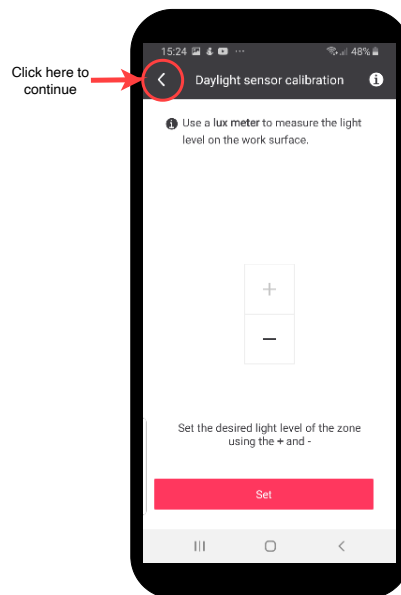 15:24 ··· 48%
Click here to
continue
Daylight sensor calibration
Use a lux meter to measure the light
level on the work surface.
+
−
Set the desired light level of the zone
using the + and -
Set